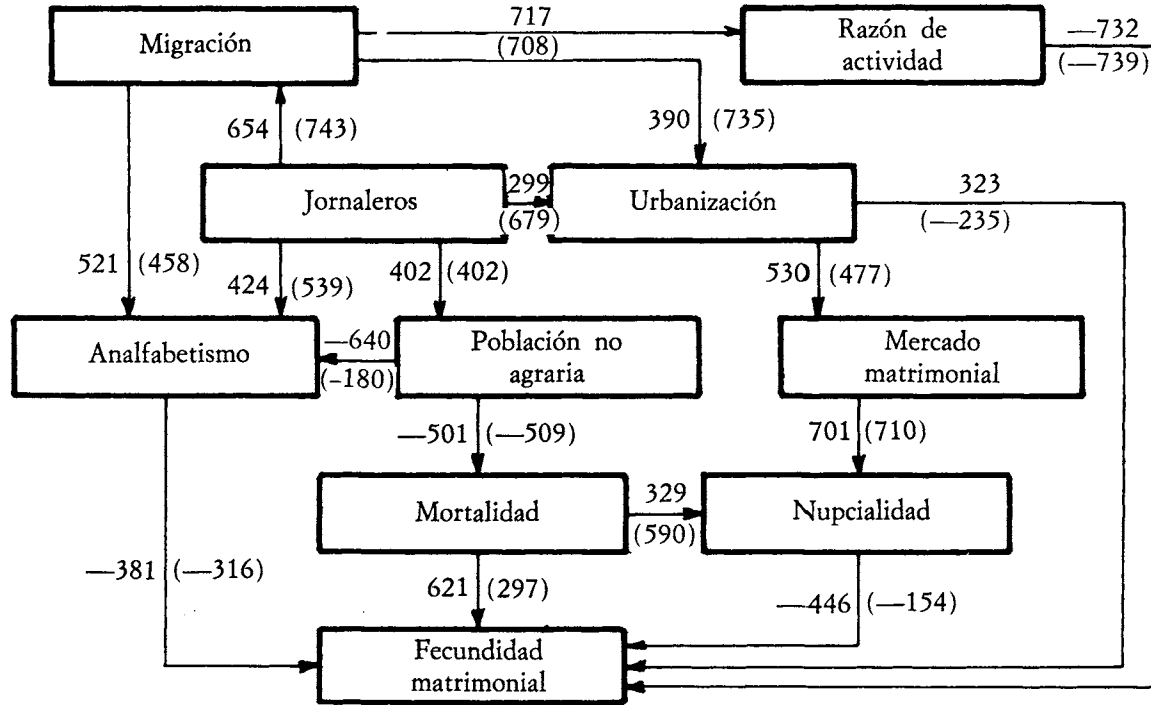 Migración
717
(708)
Razón de
actividad
—732
(—739)
654 (743)
390 (735)
Jornaleros
299
(679)
Urbanización
323
(—235)
521 (458)
424 (539)
402 (402)
530 (477)
Analfabetismo
—640
(-180)
Población no
agraria
Mercado
matrimonial
—501 (—509)
701 (710)
Mortalidad
329
(590)
Nupcialidad
—381 (—316)
621 (297)
—446 (—154)
Fecundidad
matrimonial